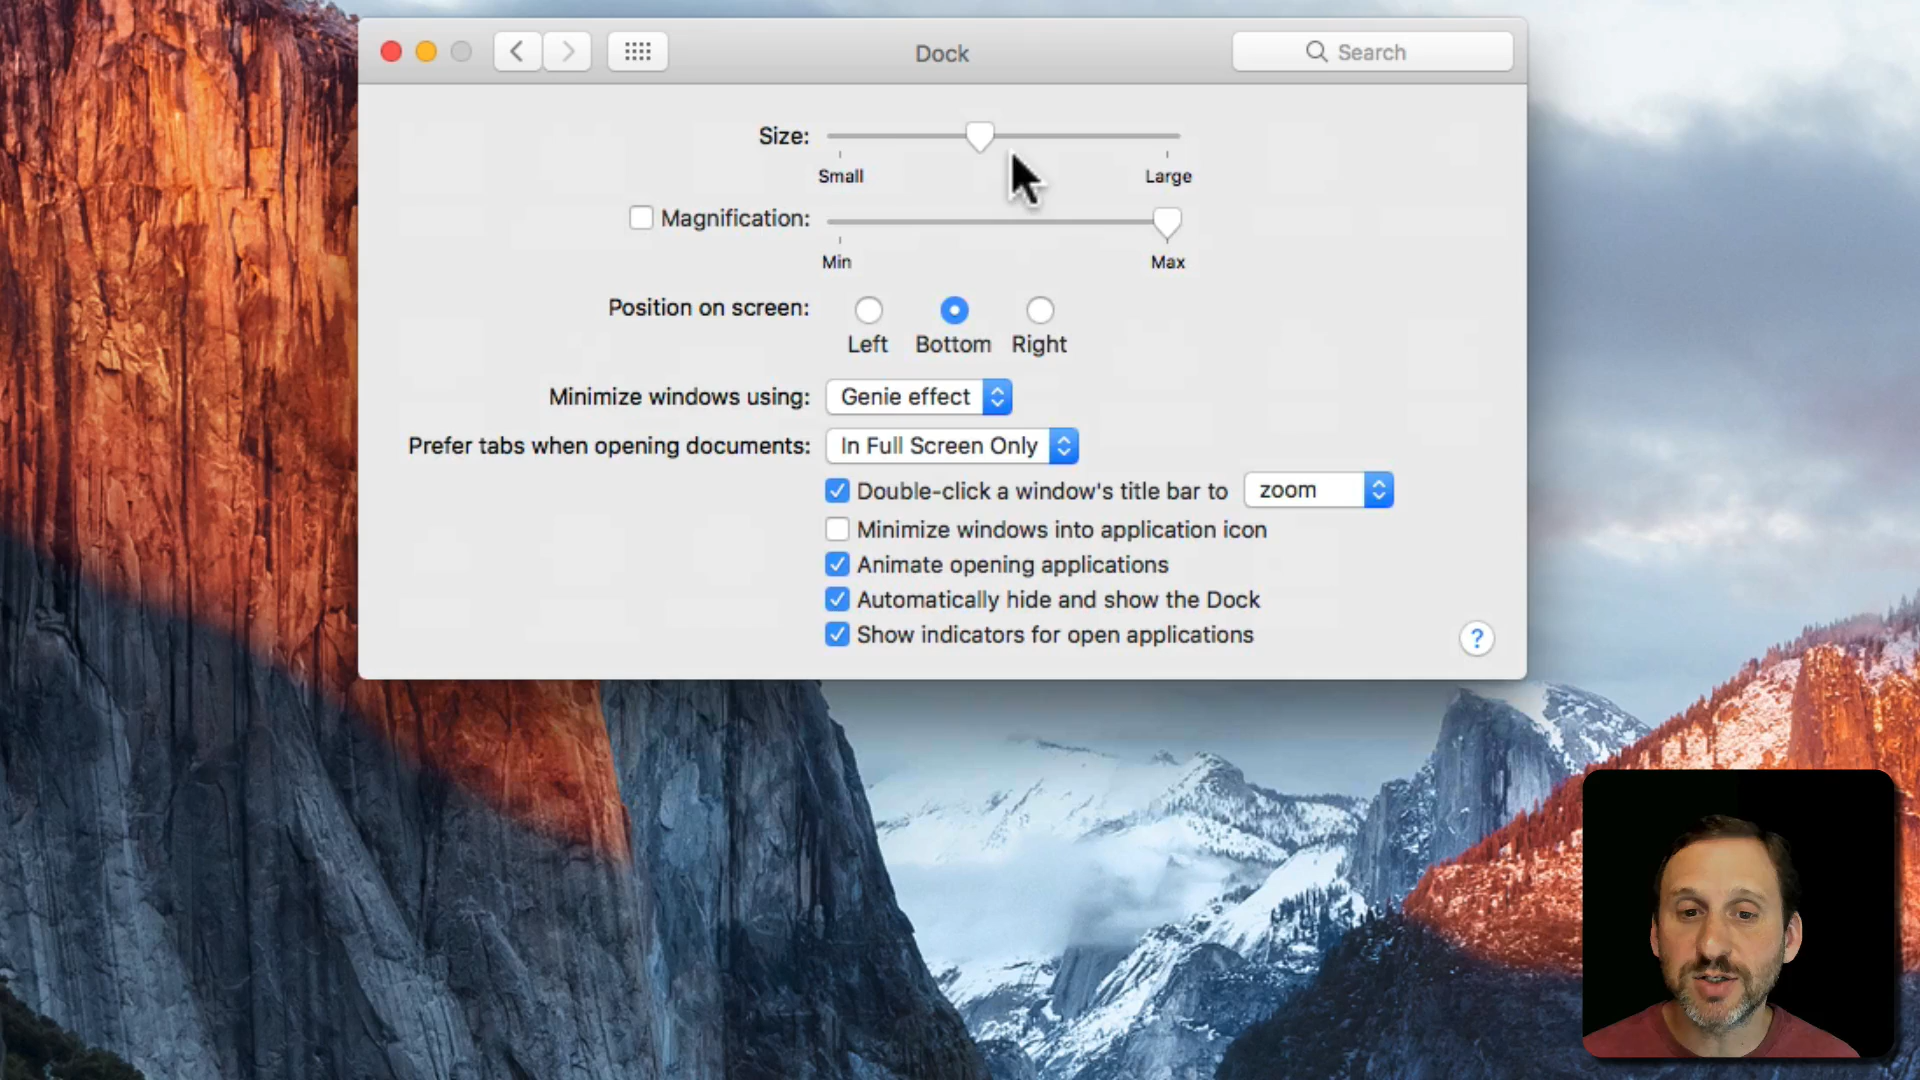 Dock
Search
Size:
Small Large
Magnification:
Min Max
Position on screen:
Left Bottom Right
Minimize windows using: Genie effect
Prefer tabs when opening documents: In Full Screen Only
Double-click a window's title bar to zoom
Minimize windows into application icon
Animate opening applications
Automatically hide and show the Dock
Show indicators for open applications
?